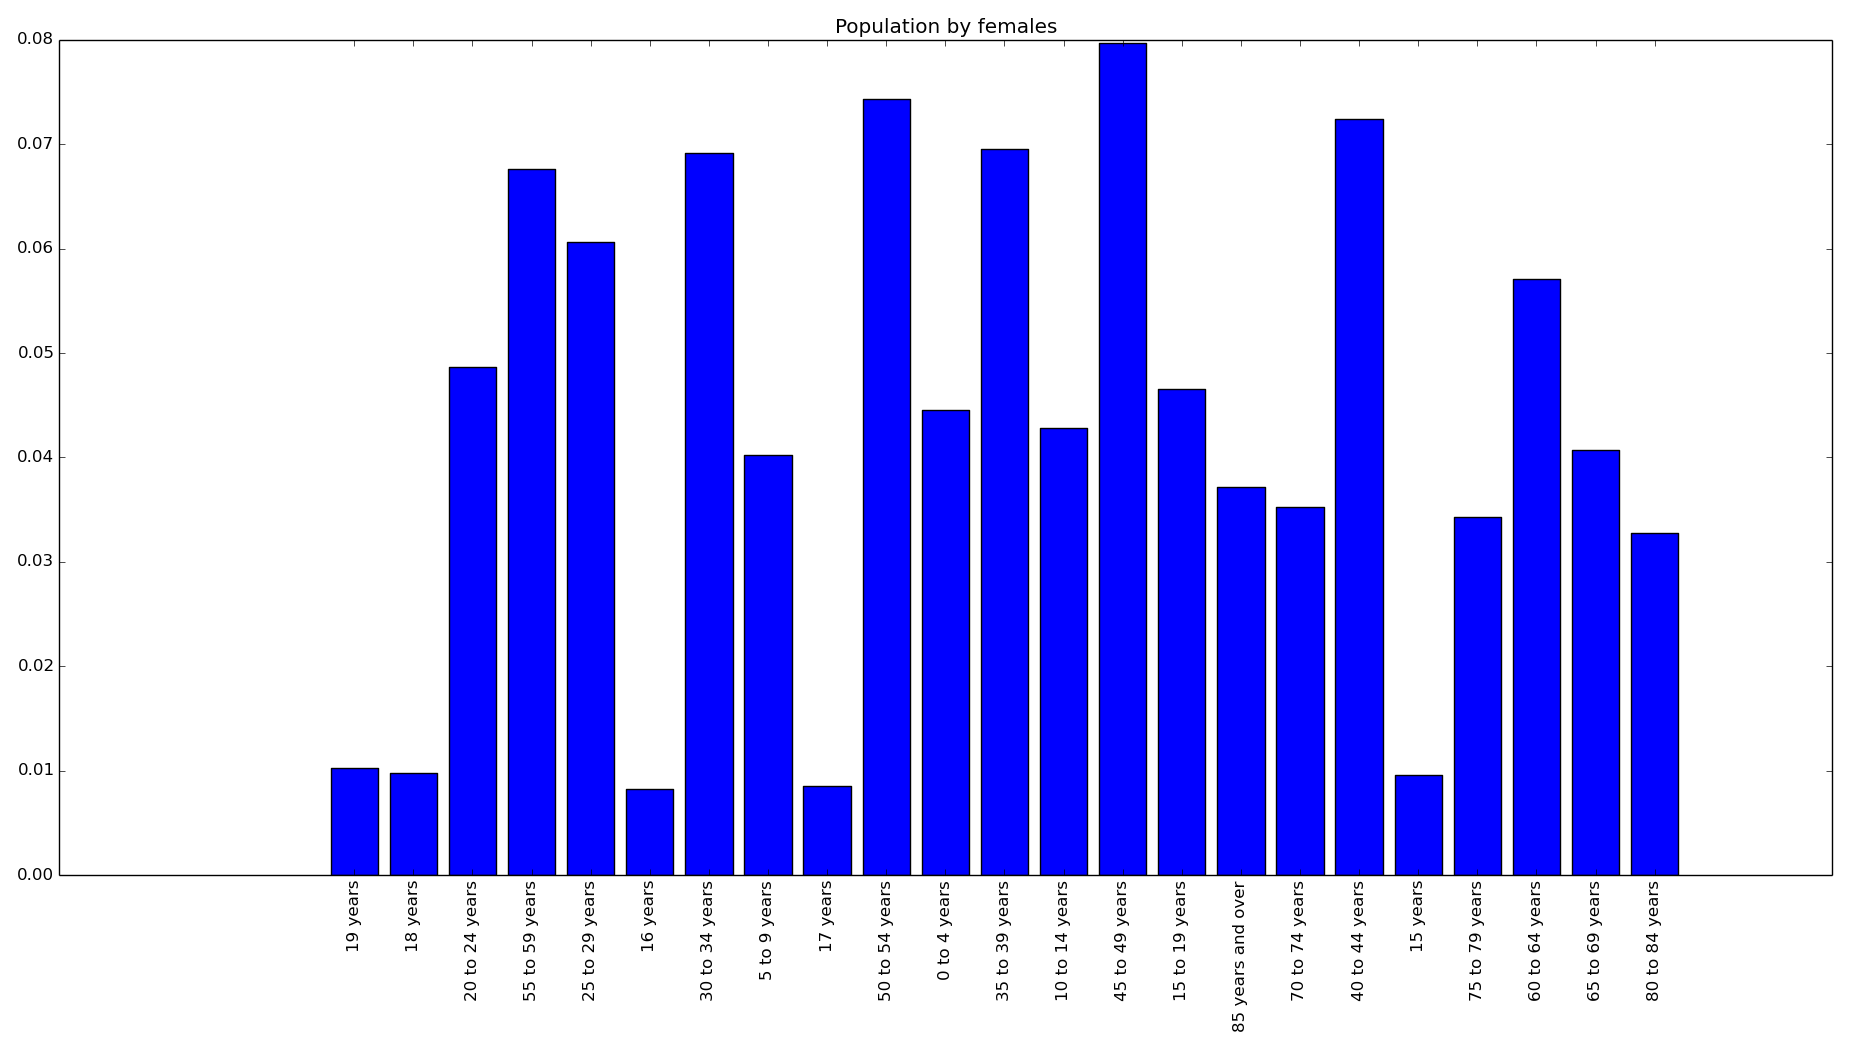 Population by females
0.08
0.07
0.06
0.05
0.04
0.03
0.02
0.01
0.00
19 years
18 years
20 to 24 years
55 to 59 years
25 to 29 years
16 years
30 to 34 years
5 to 9 years
17 years
50 to 54 years
0 to 4 years
35 to 39 years
10 to 14 years
45 to 49 years
15 to 19 years
85 years and over
70 to 74 years
40 to 44 years
15 years
75 to 79 years
60 to 64 years
65 to 69 years
80 to 84 years